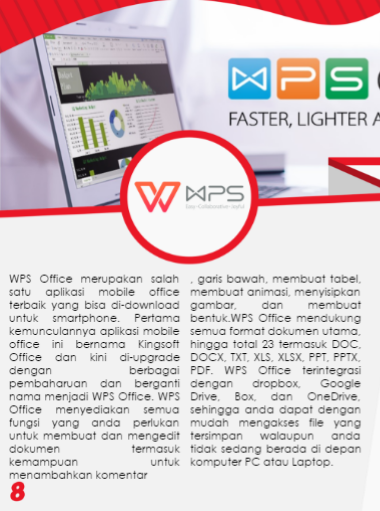 WPS
FASTER, LIGHTER A
WPS
WPS Office merupakan salah
satu aplikasi mobile office
terbaik yang bisa di-download
untuk smartphone. Pertama
kemunculannya aplikasi mobile
office ini bernama Kingsoft
Office dan kini di-upgrade
dengan berbagai
pembaharuan dan berganti
nama menjadi WPS Office. WPS
Office menyediakan semua
fungsi yang anda perlukan
untuk membuat dan mengedit
dokumen termasuk
kemampuan untuk
menambahkan komentar
, garis bawah, membuat tabel,
membuat animasi, menyisipkan
gambar, dan membuat
bentuk.WPS Office mendukung
semua format dokumen utama,
hingga total 23 termasuk DOC,
DOCX, TXT, XLS, XLSX, PPT, PPTX,
PDF. WPS Office terintegrasi
dengan dropbox, Google
Drive, Box, dan OneDrive,
sehingga anda dapat dengan
mudah mengakses file yang
tersimpan walaupun anda
tidak sedang berada di depan
komputer PC atau Laptop.
8